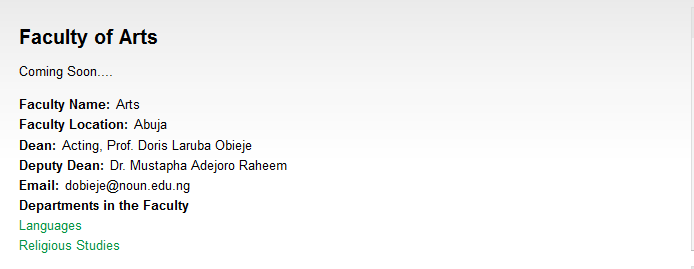 Faculty of Arts
Coming Soon....
Faculty Name: Arts
Faculty Location: Abuja
Dean: Acting, Prof. Doris Laruba Obieje
Deputy Dean: Dr. Mustapha Adejoro Raheem
Email: dobieje@noun.edu.ng
Departments in the Faculty
Languages
Religious Studies